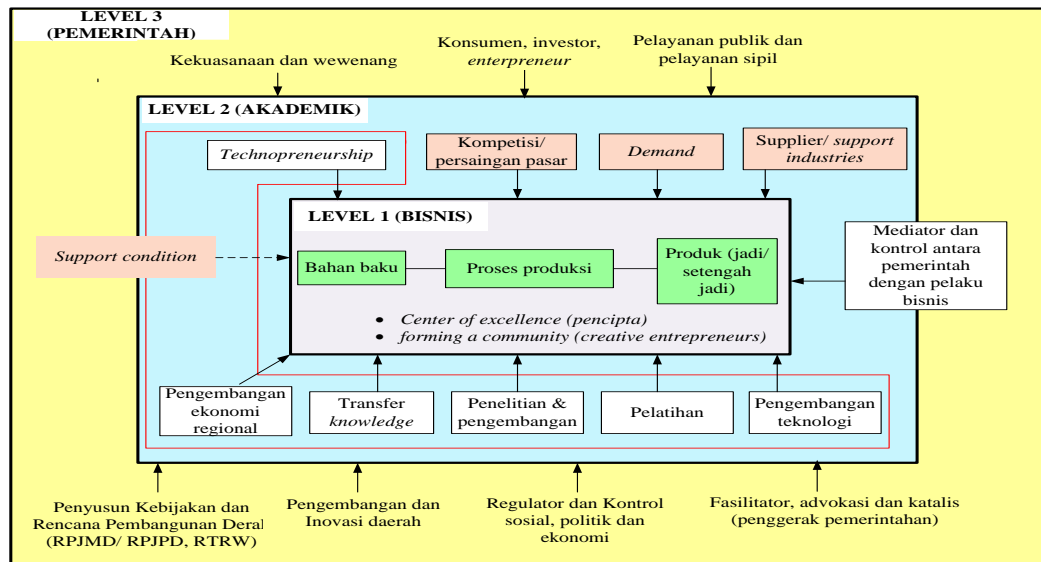 LEVEL 3
(PEMERINTAH)
Kekuasanaan dan wewenang
Konsumen, investor,
enterpreneur
Pelayanan publik dan
pelayanan sipil
LEVEL 2 (AKADEMIK)
Technopreneurship
Kompetisi/
persaingan pasar
Demand
Supplier/ support
industries
LEVEL 1 (BISNIS)
Support condition
Bahan baku
Proses produksi
Produk (jadi/
setengah
jadi)
Mediator dan
kontrol antara
pemerintah
dengan pelaku
bisnis
• Center of excellence (pencipta)
• forming a community (creative entrepreneurs)
Pengembangan
ekonomi
regional
Transfer
knowledge
Penelitian &
pengembangan
Pelatihan
Pengembangan
teknologi
Penyusun Kebijakan dan
Rencana Pembangunan Derah
(RPJMD/ RPJPD, RTRW)
Pengembangan dan
Inovasi daerah
Regulator dan Kontrol
sosial, politik dan
ekonomi
Fasilitator, advokasi dan katalis
(penggerak pemerintahan)